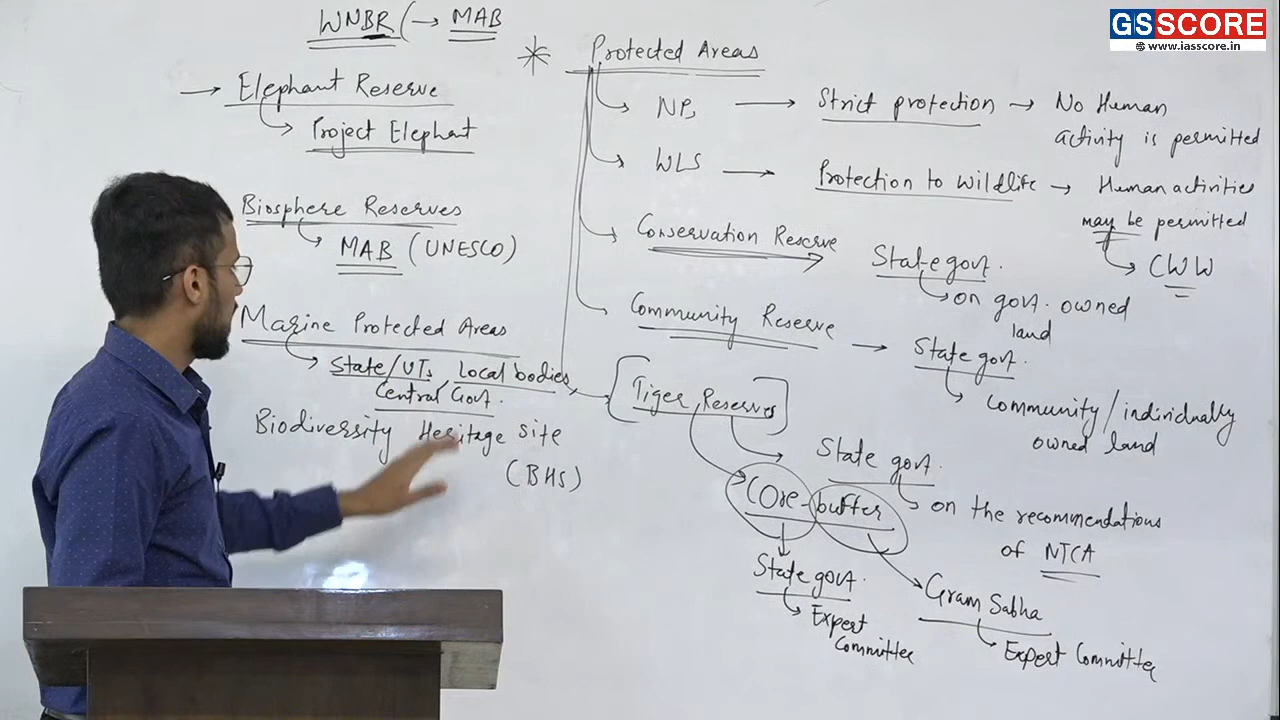 WNBR (→ MAB
→ Elephant Reserve
Project Elephant
Biosphere Reserves
MAB (UNESCO)
Marine Protected Areas
State/UTs, Local bodies,
Central Govt.
Biodiversity Heritage Site
(BHS)
* Protected Areas
NPs → Strict protection → No Human
activity is permitted
WLS → Protection to Wildlife → Human activities
may be permitted
CWW
Conservation Reserve
State govt.
on govt. owned
land
Community Reserve → State govt.
Community/individually
owned land
[Tiger Reserves]
State govt.
on the recommendations
of NTCA
Core-buffer
State govt.
Expert
Committee
Gram Sabha
Expert Committee
GSSCORE
www.iasscore.in